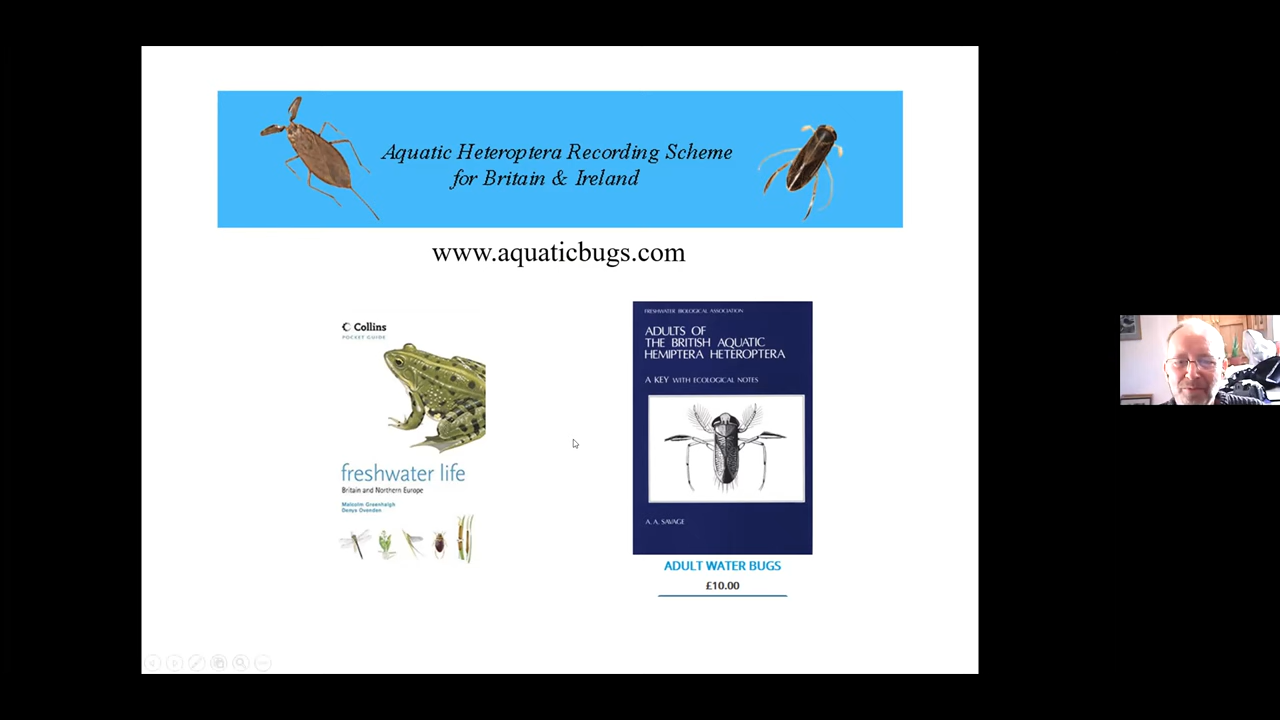 Aquatic Heteroptera Recording Scheme
for Britain & Ireland
www.aquaticbugs.com
Collins
POCKET GUIDE
freshwater life
Britain and Northern Europe
Malcolm Greenhalgh
Denys Ovenden
FRESHWATER BIOLOGICAL ASSOCIATION
ADULTS OF
THE BRITISH AQUATIC
HEMIPTERA HETEROPTERA
A KEY WITH ECOLOGICAL NOTES
A. A. SAVAGE
ADULT WATER BUGS
£10.00